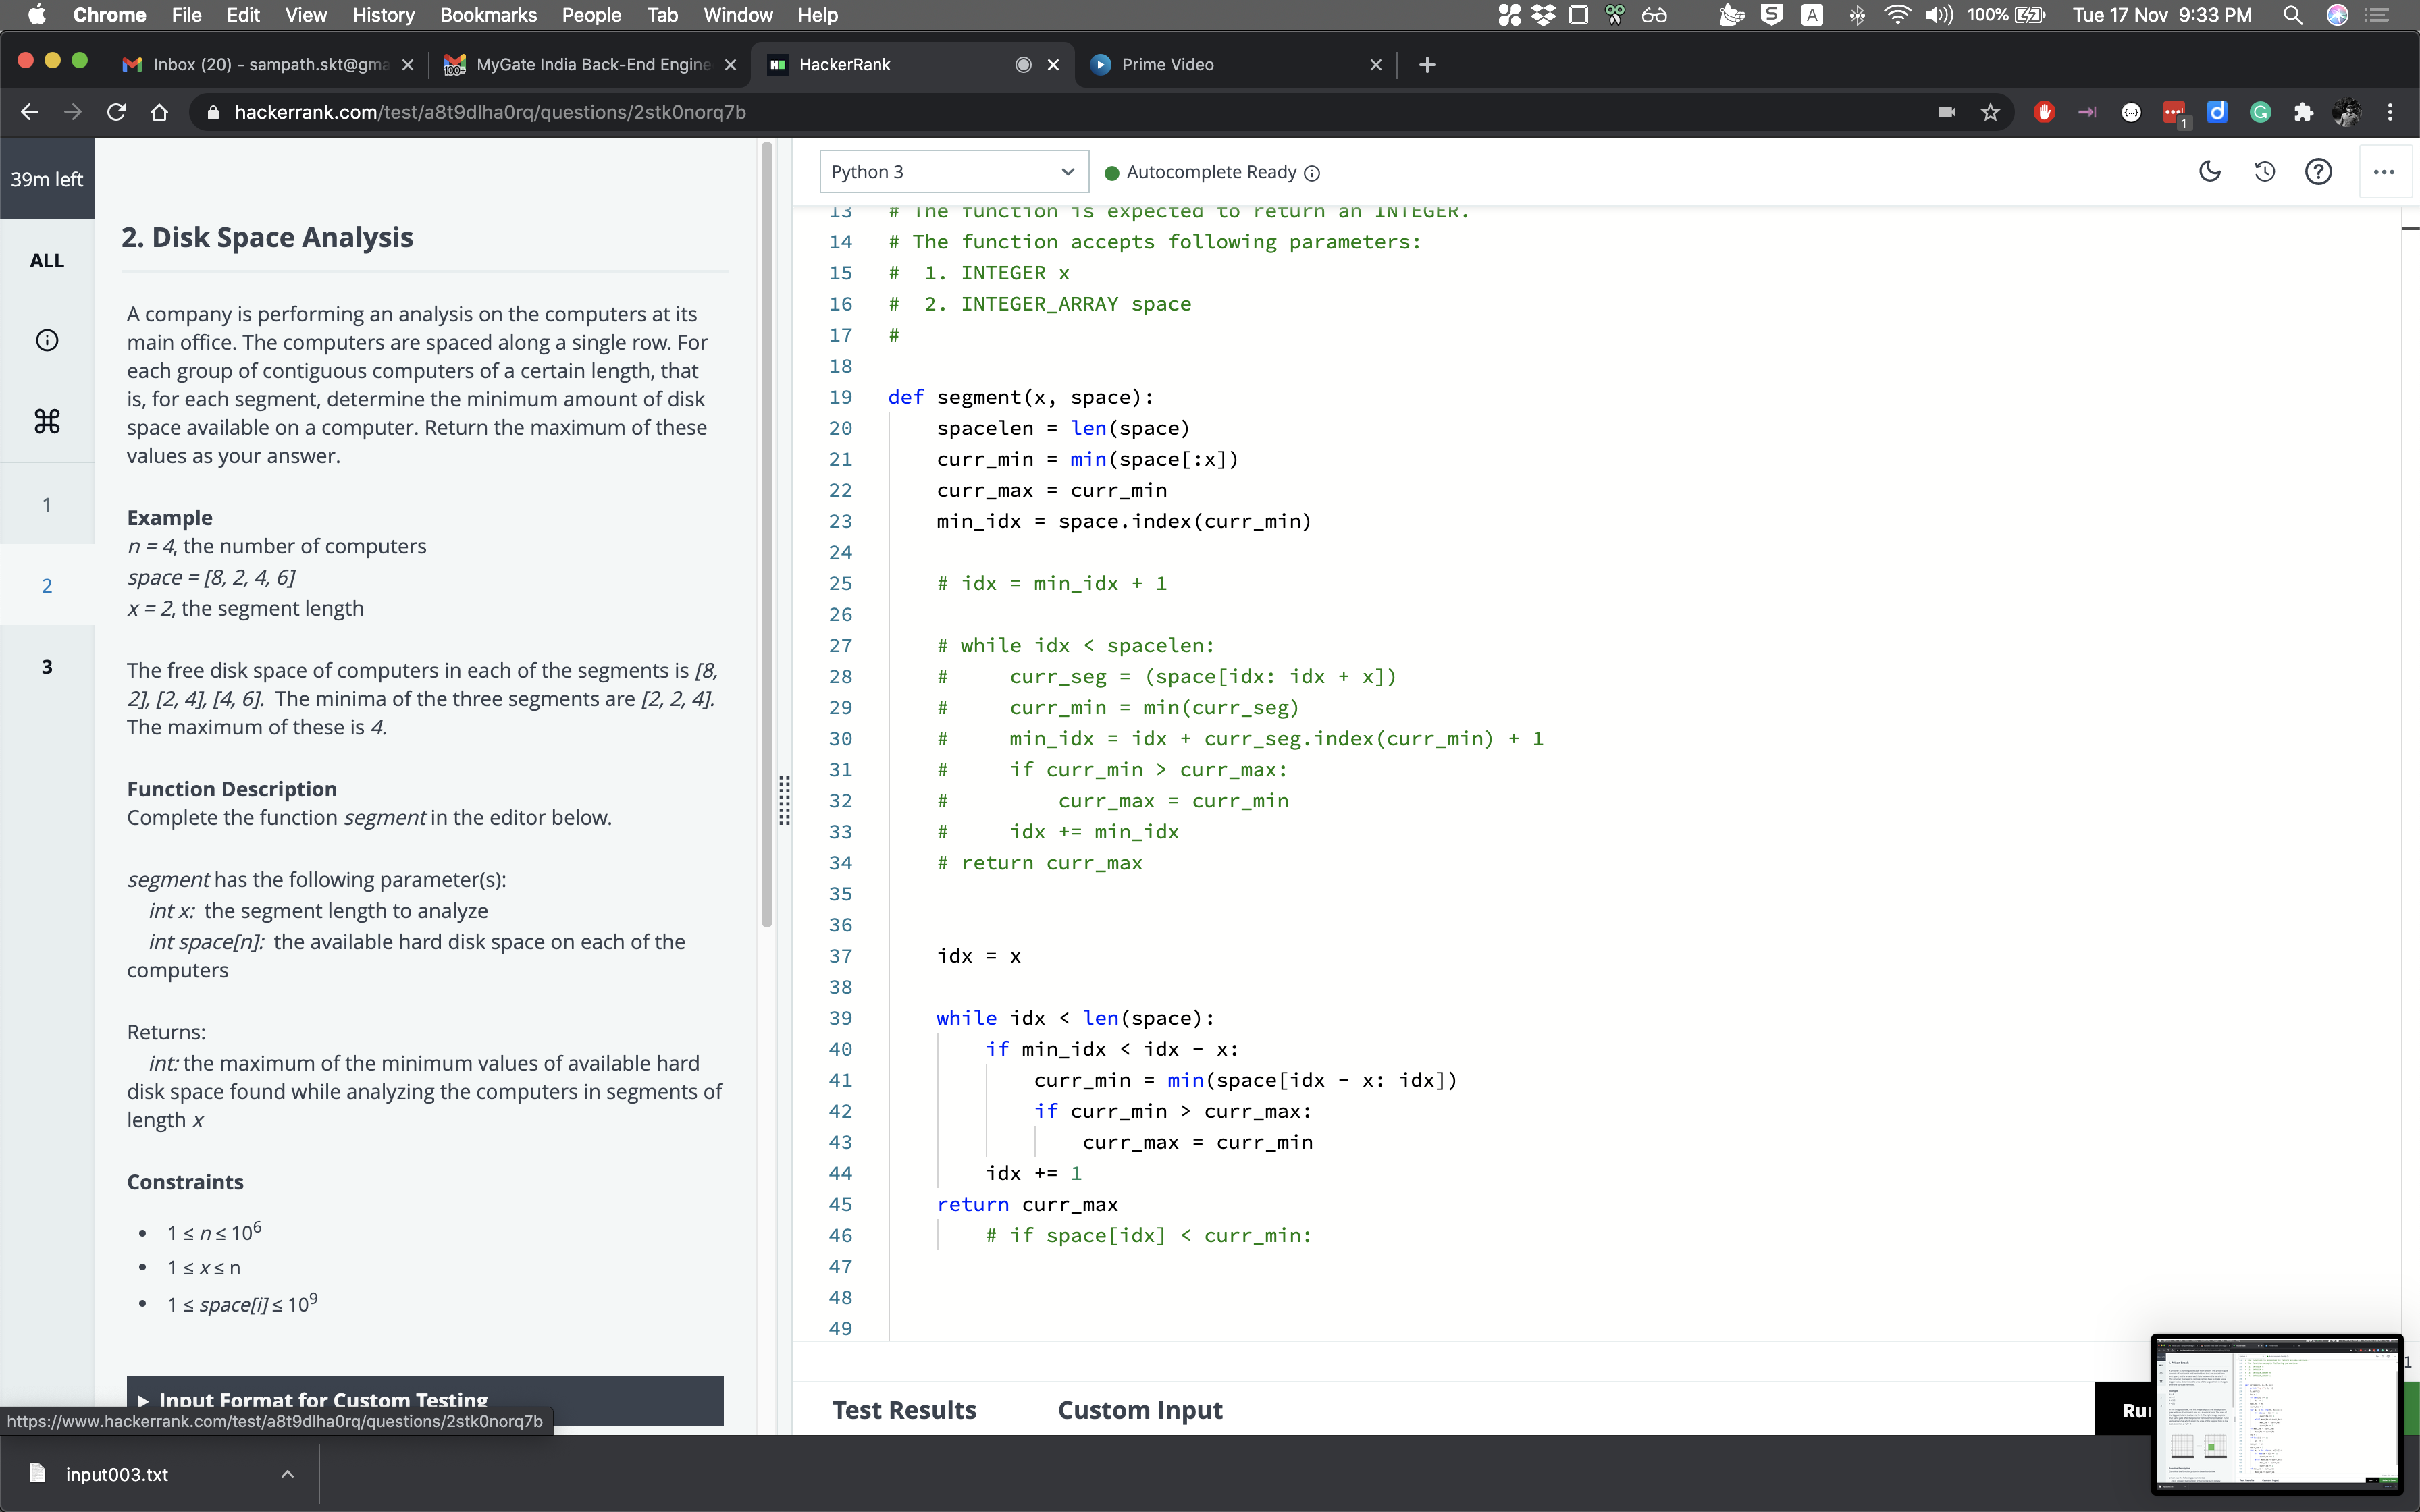 Chrome File Edit View History Bookmarks People Tab Window Help
100% Tue 17 Nov 9:33 PM
Inbox (20) - sampath.skt@gma
MyGate India Back-End Engine
HackerRank
Prime Video
hackerrank.com/test/a8t9dlha0rq/questions/2stk0norq7b
39m left
ALL
1
2
3
2. Disk Space Analysis
A company is performing an analysis on the computers at its
main office. The computers are spaced along a single row. For
each group of contiguous computers of a certain length, that
is, for each segment, determine the minimum amount of disk
space available on a computer. Return the maximum of these
values as your answer.
Example
n = 4, the number of computers
space = [8, 2, 4, 6]
x = 2, the segment length
The free disk space of computers in each of the segments is [8,
2], [2, 4], [4, 6]. The minima of the three segments are [2, 2, 4].
The maximum of these is 4.
Function Description
Complete the function segment in the editor below.
segment has the following parameter(s):
int x: the segment length to analyze
int space[n]: the available hard disk space on each of the
computers
Returns:
int: the maximum of the minimum values of available hard
disk space found while analyzing the computers in segments of
length x
Constraints
• 1 ≤ n ≤ 10^6
• 1 ≤ x ≤ n
• 1 ≤ space[i] ≤ 10^9
Input Format for Custom Testing
https://www.hackerrank.com/test/a8t9dlha0rq/questions/2stk0norq7b
input003.txt
Python 3
Autocomplete Ready
13 # The function is expected to return an INTEGER.
14 # The function accepts following parameters:
15 #  1. INTEGER x
16 #  2. INTEGER_ARRAY space
17 #
18
19 def segment(x, space):
20     spacelen = len(space)
21     curr_min = min(space[:x])
22     curr_max = curr_min
23     min_idx = space.index(curr_min)
24
25     # idx = min_idx + 1
26
27     # while idx < spacelen:
28     #     curr_seg = (space[idx: idx + x])
29     #     curr_min = min(curr_seg)
30     #     min_idx = idx + curr_seg.index(curr_min) + 1
31     #     if curr_min > curr_max:
32     #         curr_max = curr_min
33     #     idx += min_idx
34     # return curr_max
35
36
37     idx = x
38
39     while idx < len(space):
40         if min_idx < idx - x:
41             curr_min = min(space[idx - x: idx])
42             if curr_min > curr_max:
43                 curr_max = curr_min
44         idx += 1
45     return curr_max
46         # if space[idx] < curr_min:
47
48
49
Test Results
Custom Input